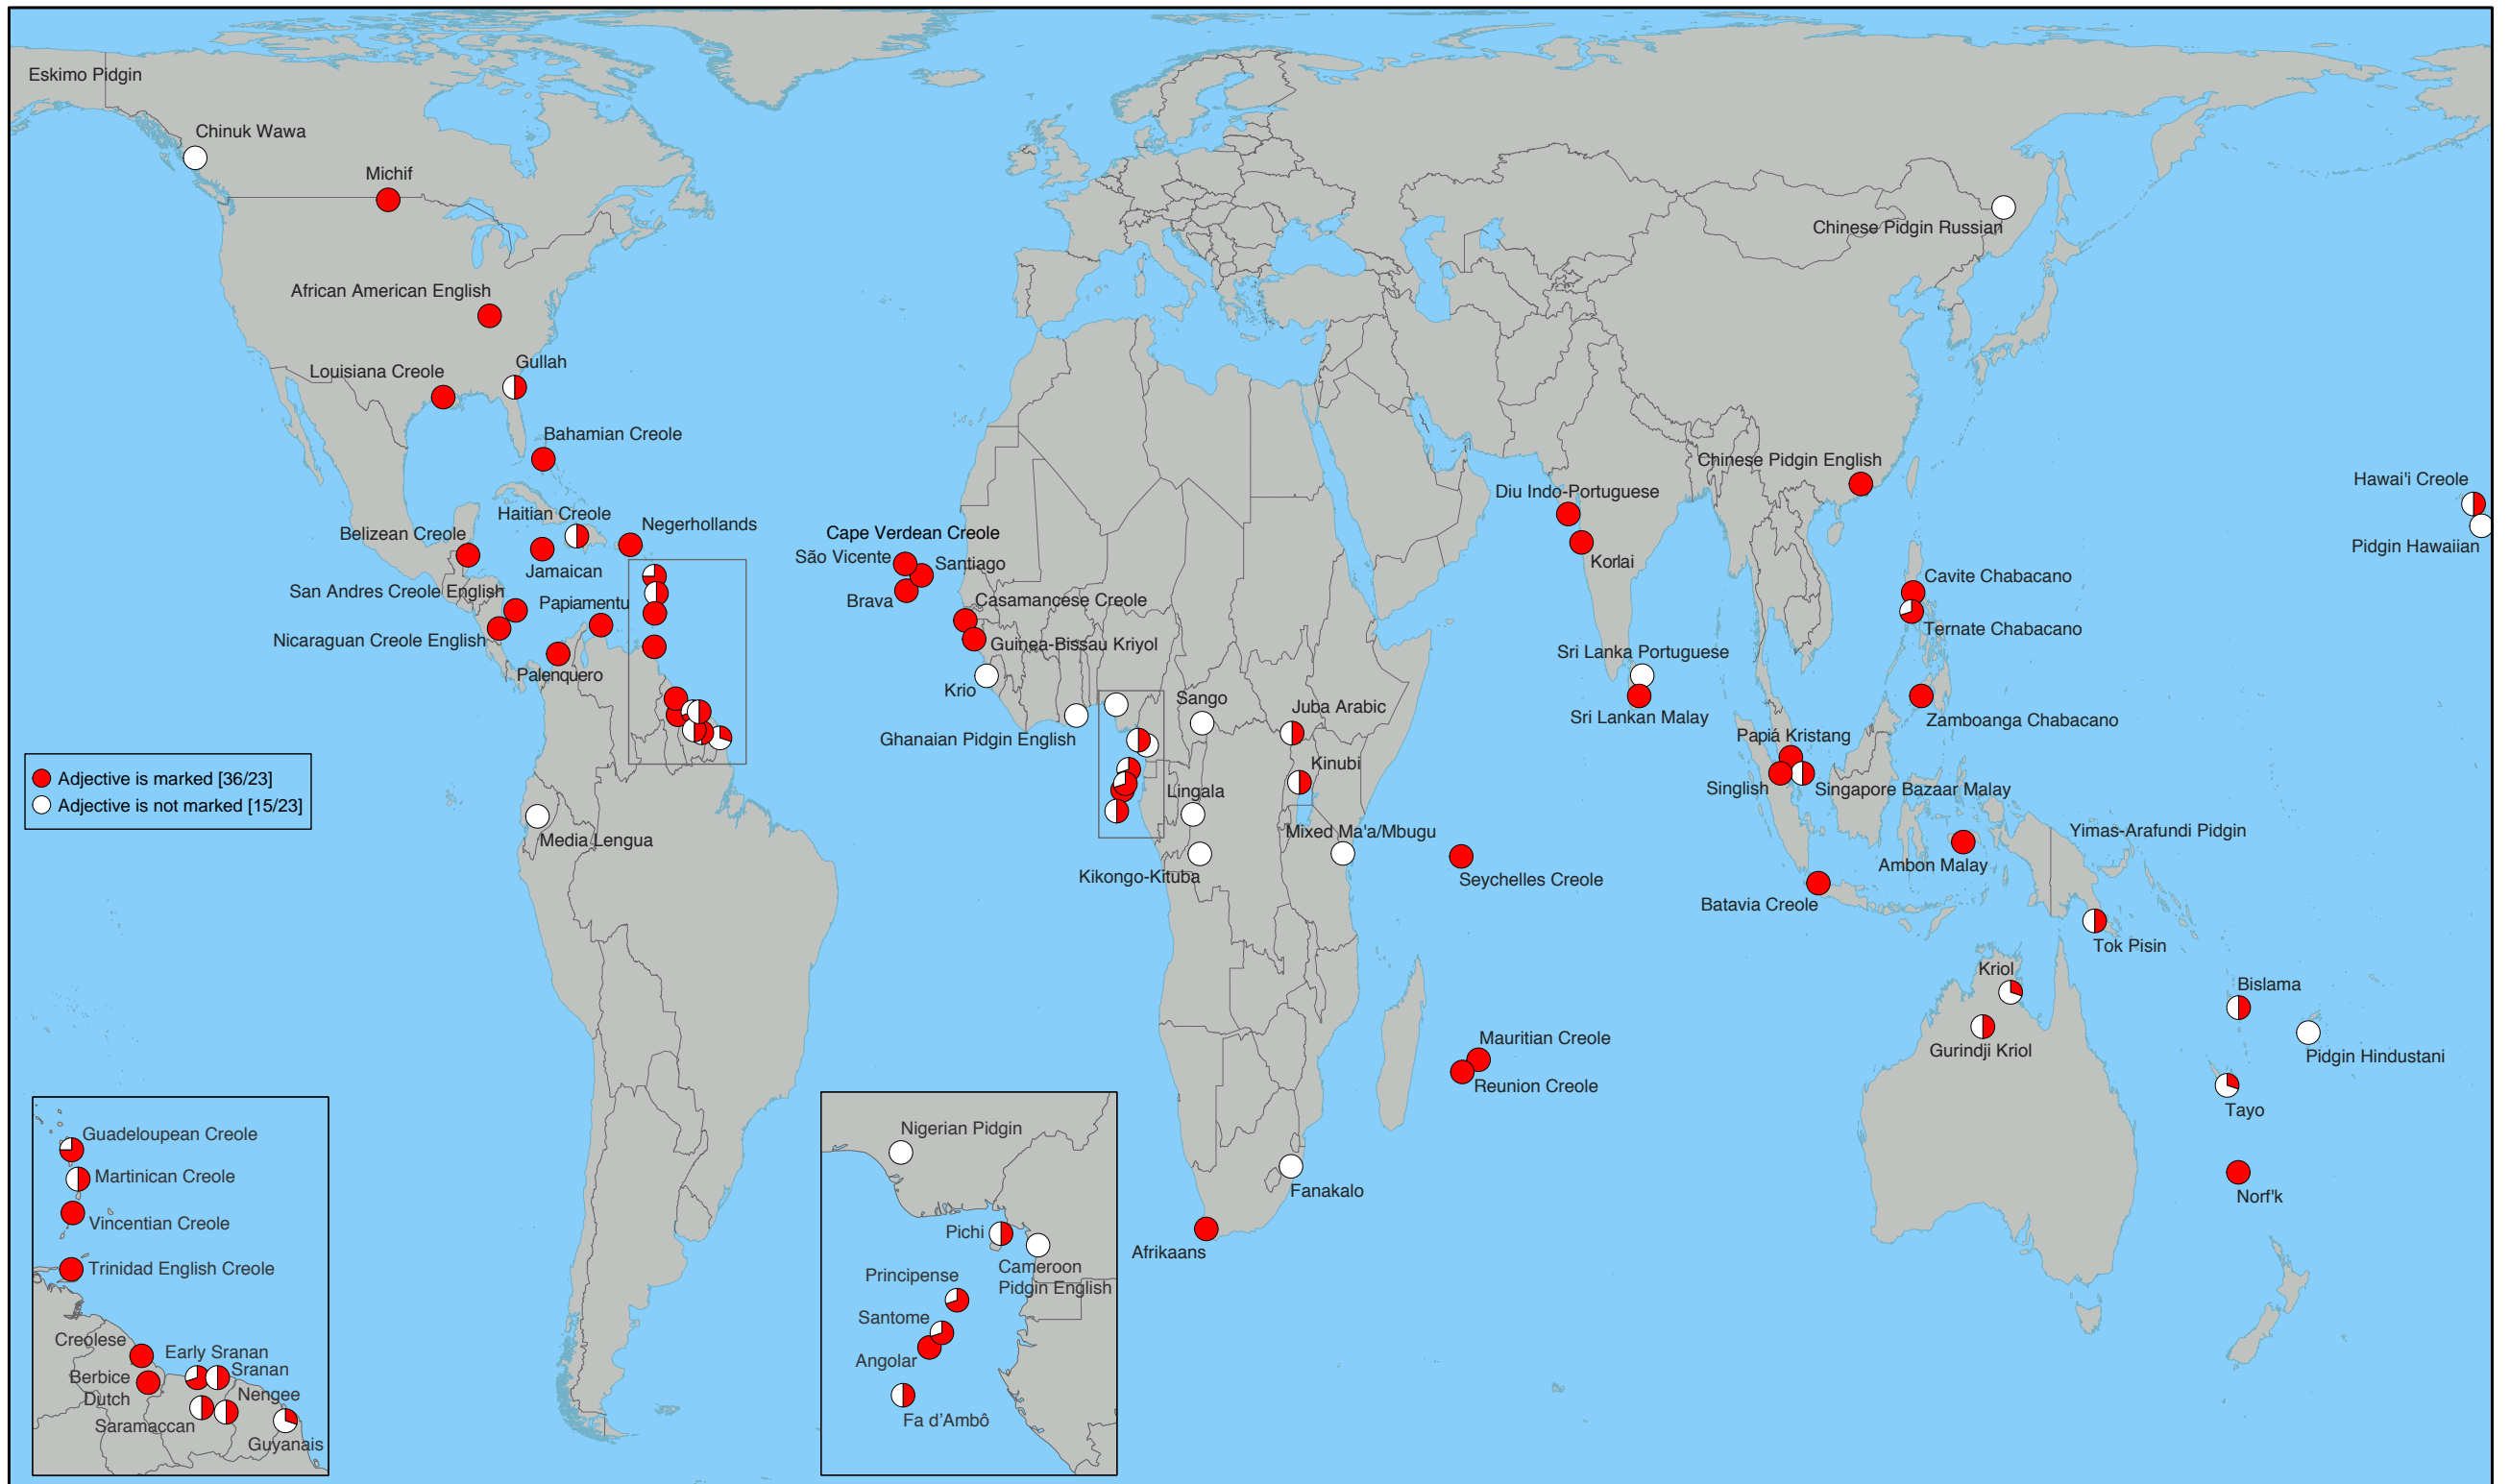 Eskimo Pidgin
Chinuk Wawa
Michif
Chinese Pidgin Russian
African American English
Gullah
Louisiana Creole
Bahamian Creole
Chinese Pidgin English
Hawai'i Creole
Diu Indo-Portuguese
Haitian Creole
Negerhollands
Belizean Creole
Cape Verdean Creole
Pidgin Hawaiian
São Vicente
Santiago
Korlai
Jamaican
Cavite Chabacano
San Andres Creole English
Papiamentu
Brava
Casamancese Creole
Ternate Chabacano
Nicaraguan Creole English
Guinea-Bissau Kriyol
Sri Lanka Portuguese
Palenquero
Krio
Sango
Juba Arabic
Sri Lankan Malay
Zamboanga Chabacano
Ghanaian Pidgin English
Papiá Kristang
Kinubi
Adjective is marked [36/23]
Adjective is not marked [15/23]
Lingala
Singlish
Singapore Bazaar Malay
Media Lengua
Mixed Ma'a/Mbugu
Yimas-Arafundi Pidgin
Ambon Malay
Kikongo-Kituba
Seychelles Creole
Batavia Creole
Tok Pisin
Kriol
Bislama
Mauritian Creole
Gurindji Kriol
Pidgin Hindustani
Reunion Creole
Tayo
Fanakalo
Norf'k
Afrikaans
Guadeloupean Creole
Martinican Creole
Vincentian Creole
Trinidad English Creole
Creolese
Early Sranan
Sranan
Berbice
Dutch
Nengee
Saramaccan
Guyanais
Nigerian Pidgin
Pichi
Cameroon
Pidgin English
Principense
Santome
Angolar
Fa d'Ambô